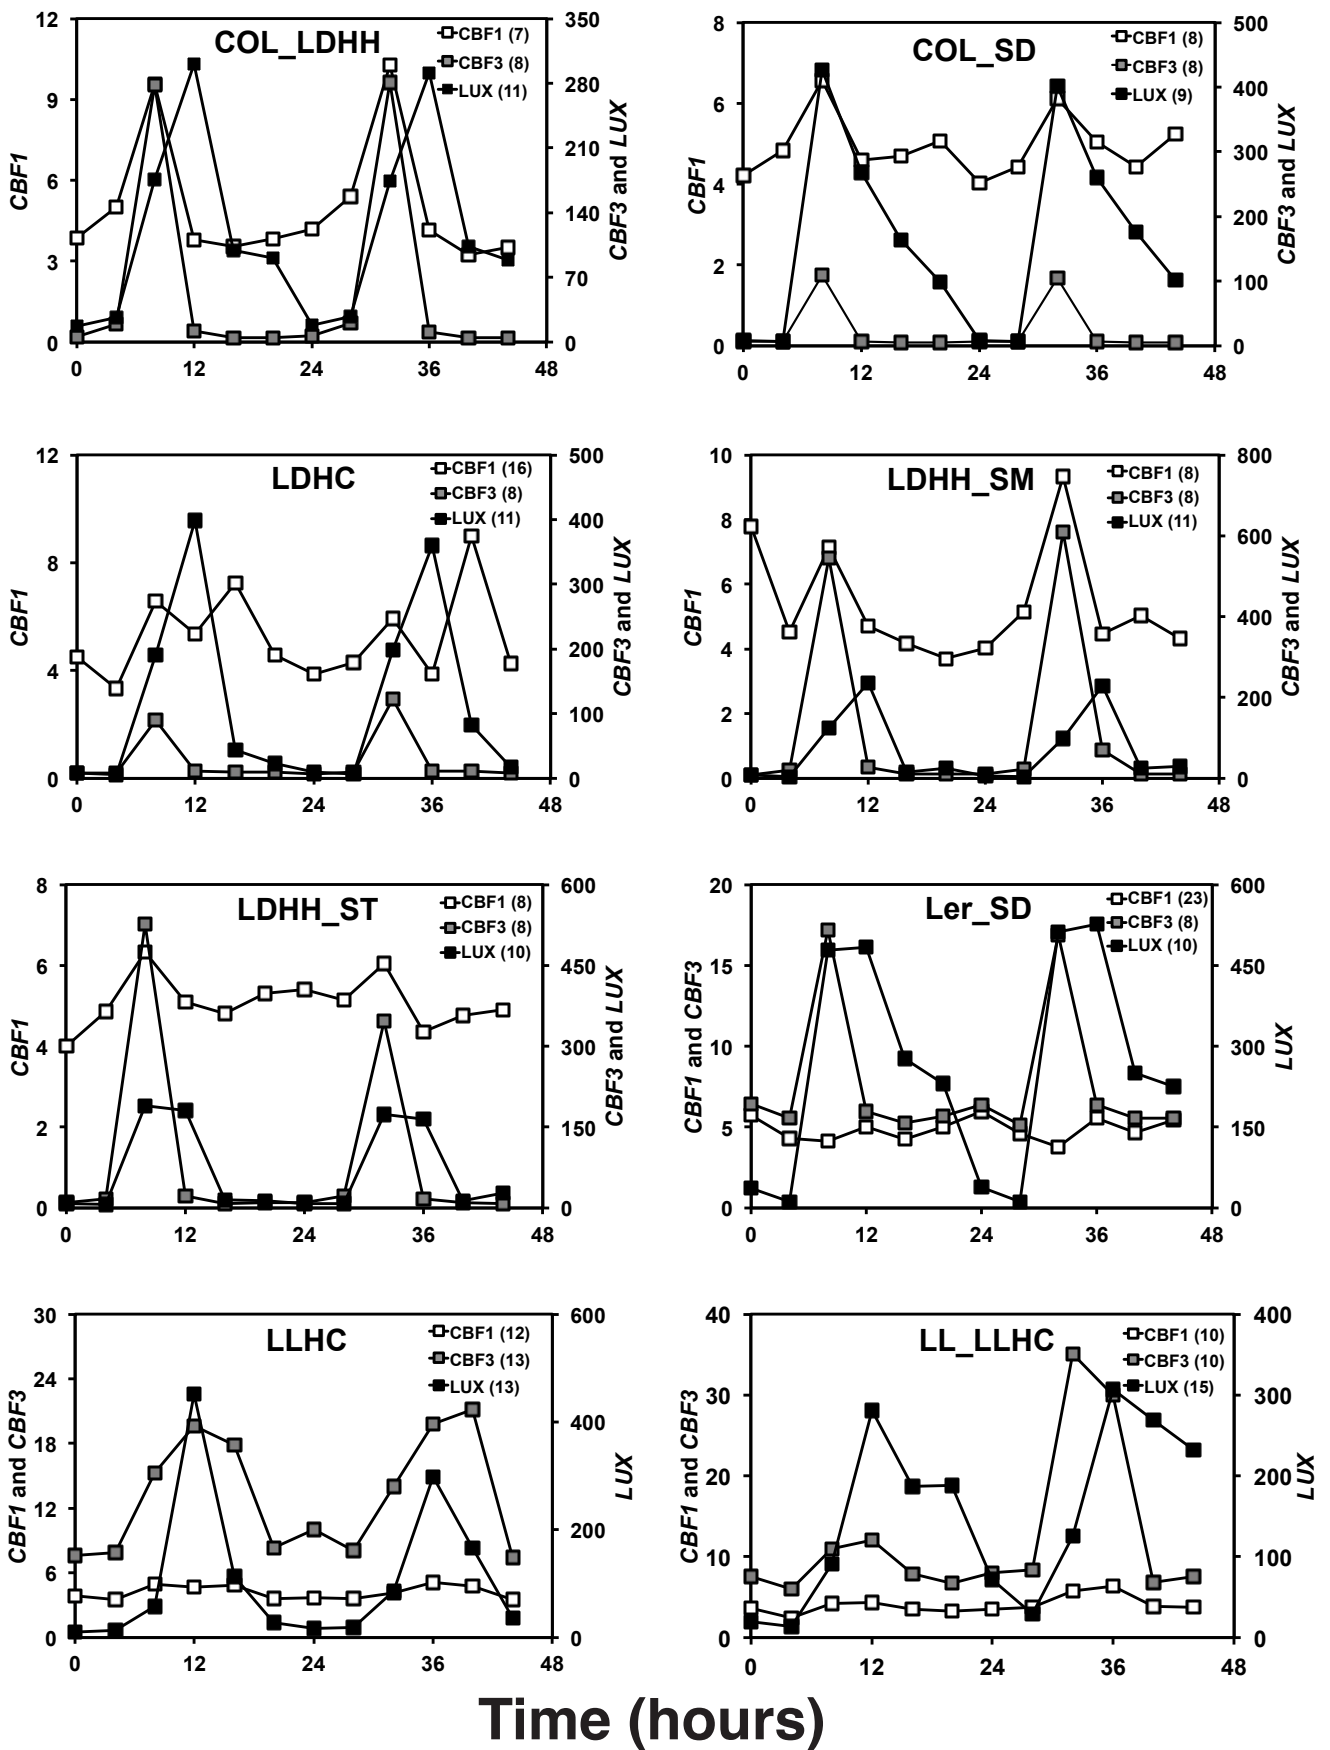 COL_LDHH
CBF1 (7)
CBF3 (8)
LUX (11)
12
9
6
3
0
350
280
210
140
70
0
0 12 24 36 48
CBF1
CBF3 and LUX
COL_SD
CBF1 (8)
CBF3 (8)
LUX (9)
8
6
4
2
0
500
400
300
200
100
0
0 12 24 36 48
CBF1
CBF3 and LUX
LDHC
CBF1 (16)
CBF3 (8)
LUX (11)
12
8
4
0
500
400
300
200
100
0
0 12 24 36 48
CBF1
CBF3 and LUX
LDHH_SM
CBF1 (8)
CBF3 (8)
LUX (11)
10
8
6
4
2
0
800
600
400
200
0
0 12 24 36 48
CBF1
CBF3 and LUX
LDHH_ST
CBF1 (8)
CBF3 (8)
LUX (10)
8
6
4
2
0
600
450
300
150
0
0 12 24 36 48
CBF1
CBF3 and LUX
Ler_SD
CBF1 (23)
CBF3 (8)
LUX (10)
20
15
10
5
0
600
450
300
150
0
0 12 24 36 48
CBF1 and CBF3
LUX
LLHC
CBF1 (12)
CBF3 (13)
LUX (13)
30
24
18
12
6
0
600
400
200
0
0 12 24 36 48
CBF1 and CBF3
LUX
LL_LLHC
CBF1 (10)
CBF3 (10)
LUX (15)
40
30
20
10
0
400
300
200
100
0
0 12 24 36 48
CBF1 and CBF3
LUX
Time (hours)